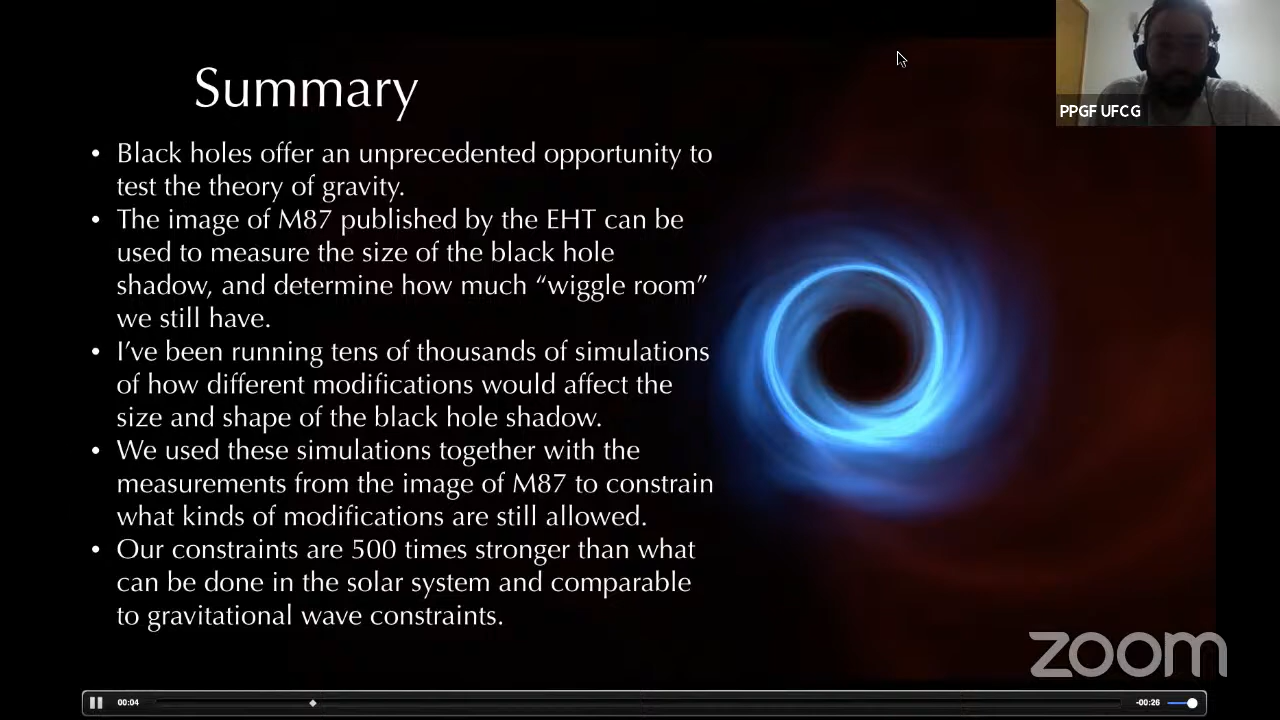 Summary
PPGF UFCG
• Black holes offer an unprecedented opportunity to
test the theory of gravity.
• The image of M87 published by the EHT can be
used to measure the size of the black hole
shadow, and determine how much “wiggle room”
we still have.
• I’ve been running tens of thousands of simulations
of how different modifications would affect the
size and shape of the black hole shadow.
• We used these simulations together with the
measurements from the image of M87 to constrain
what kinds of modifications are still allowed.
• Our constraints are 500 times stronger than what
can be done in the solar system and comparable
to gravitational wave constraints.
zoom
00:04
-00:26